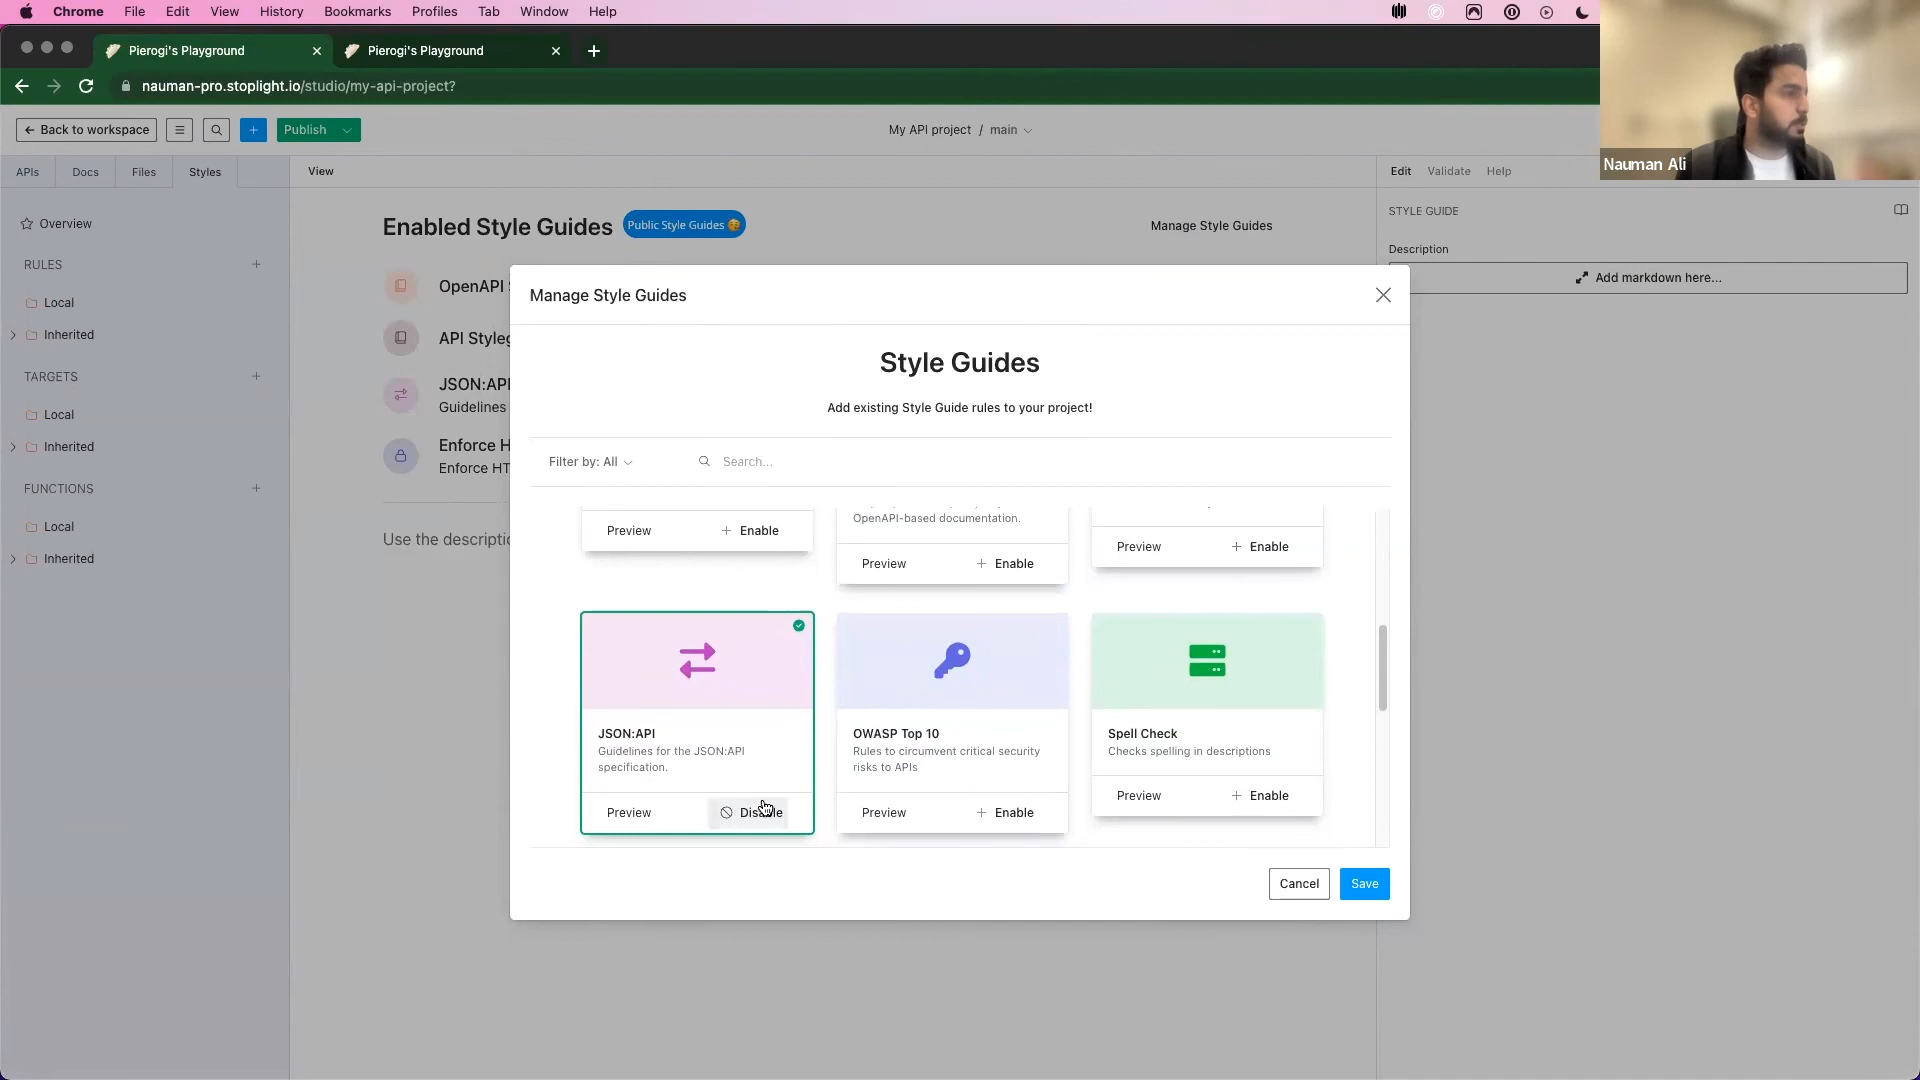 Chrome File Edit View History Bookmarks Profiles Tab Window Help
Pierogi's Playground
Pierogi's Playground
nauman-pro.stoplight.io/studio/my-api-project?
Back to workspace
Publish
My API project / main
APIs Docs Files Styles
View
Edit Validate Help
Nauman Ali
Overview
RULES
Local
Inherited
TARGETS
Local
Inherited
FUNCTIONS
Local
Inherited
Enabled Style Guides
Public Style Guides
Manage Style Guides
OpenAPI
API
JSON:API
Guidelines
Enforce
Enforce
Use the
STYLE GUIDE
Description
Add markdown here...
Manage Style Guides
Style Guides
Add existing Style Guide rules to your project!
Filter by: All
Search...
Preview Enable
OpenAPI-based documentation.
Preview Enable
Preview Enable
JSON:API
Guidelines for the JSON:API
specification.
Preview
OWASP Top 10
Rules to circumvent critical security
risks to APIs
Preview Enable
Spell Check
Checks spelling in descriptions
Preview Enable
Cancel Save